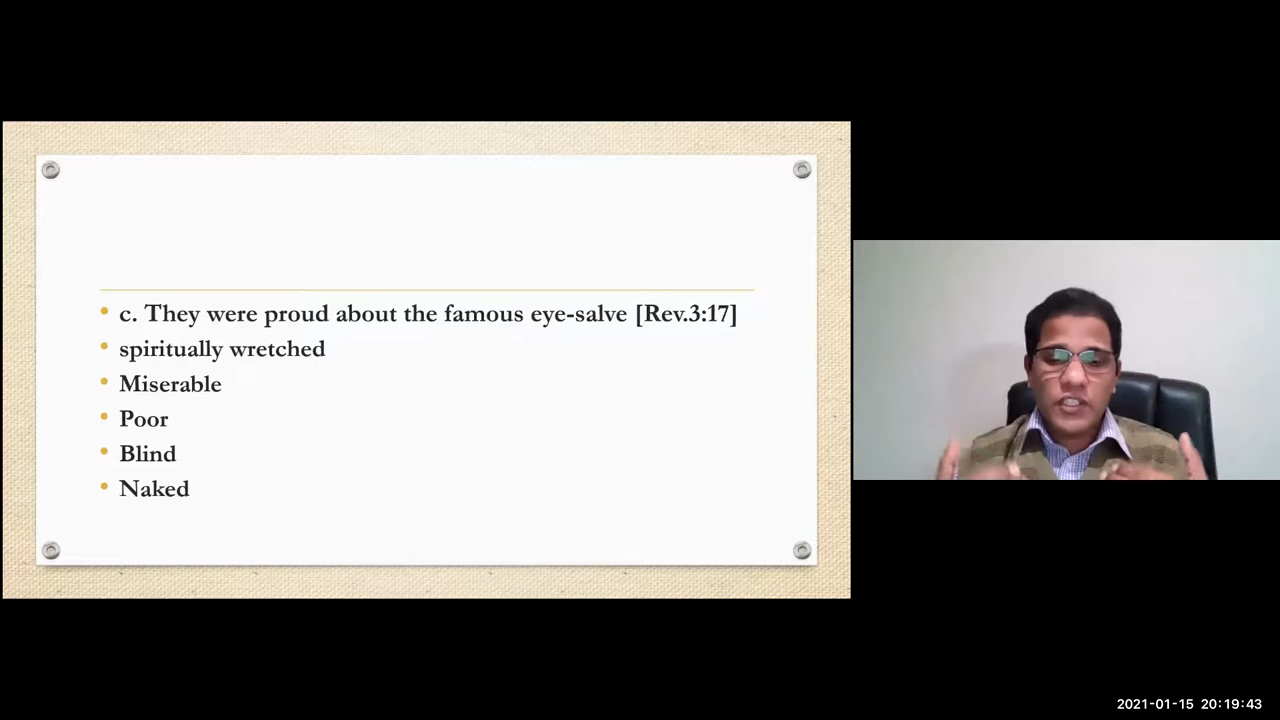 c. They were proud about the famous eye-salve [Rev.3:17]
spiritually wretched
Miserable
Poor
Blind
Naked
2021-01-15 20:19:43